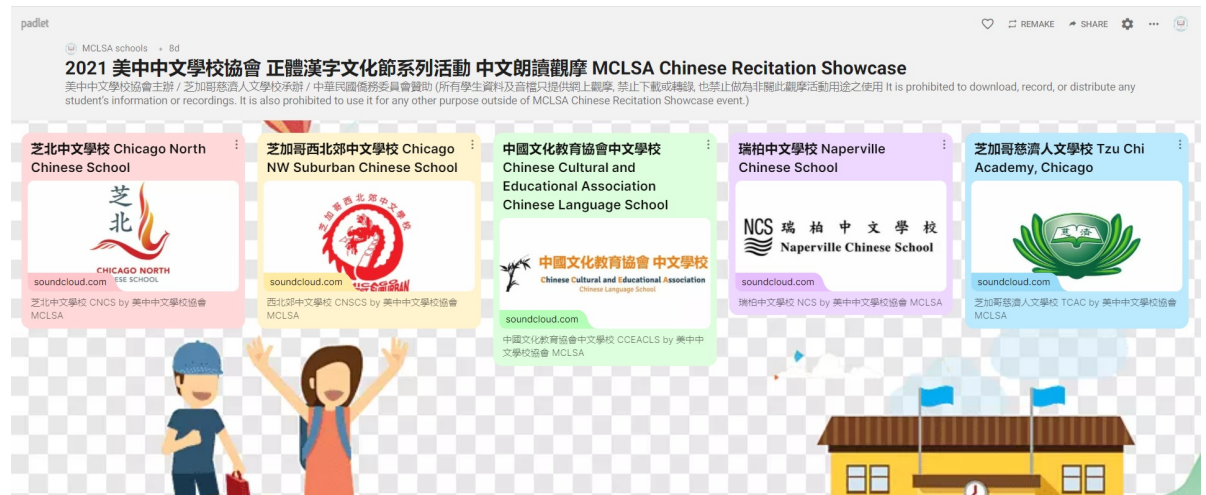 padlet
REMAKE
SHARE
MCLSA schools • 8d
2021 美中中文學校協會 正體漢字文化節系列活動 中文朗讀觀摩 MCLSA Chinese Recitation Showcase
美中中文學校協會主辦 / 芝加哥慈濟人文學校承辦 / 中華民國僑務委員會贊助 (所有學生資料及音檔只提供網上觀摩, 禁止下載或轉錄, 也禁止做為非關此觀摩活動用途之使用 It is prohibited to download, record, or distribute any
student's information or recordings. It is also prohibited to use it for any other purpose outside of MCLSA Chinese Recitation Showcase event.)
芝北中文學校 Chicago North
Chinese School
芝
北
CHICAGO NORTH
ESE SCHOOL
soundcloud.com
芝北中文學校 CNCS by 美中中文學校協會
MCLSA
芝加哥西北郊中文學校 Chicago
NW Suburban Chinese School
芝加哥西北郊中文學校
soundcloud.com
西北郊中文學校 CNSCS by 美中中文學校協會
MCLSA
中國文化教育協會中文學校
Chinese Cultural and
Educational Association
Chinese Language School
中國文化教育協會 中文學校
Chinese Cultural and Educational Association
Chinese Language School
soundcloud.com
中國文化教育協會中文學校 CCEACLS by 美中中
文學校協會 MCLSA
瑞柏中文學校 Naperville
Chinese School
NCS 瑞柏中文學校
Naperville Chinese School
soundcloud.com
瑞柏中文學校 NCS by 美中中文學校協會 MCLSA
芝加哥慈濟人文學校 Tzu Chi
Academy, Chicago
慈濟
soundcloud.com
芝加哥慈濟人文學校 TCAC by 美中中文學校協會
MCLSA